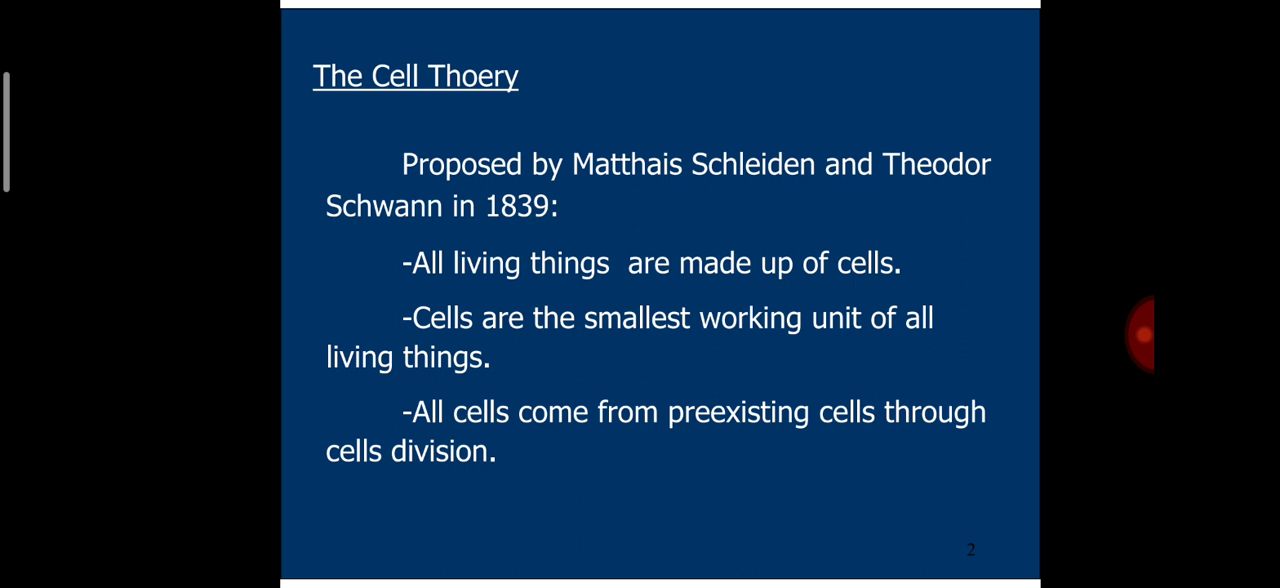 The Cell Thoery
Proposed by Matthais Schleiden and Theodor
Schwann in 1839:
-All living things  are made up of cells.
-Cells are the smallest working unit of all
living things.
-All cells come from preexisting cells through
cells division.
2